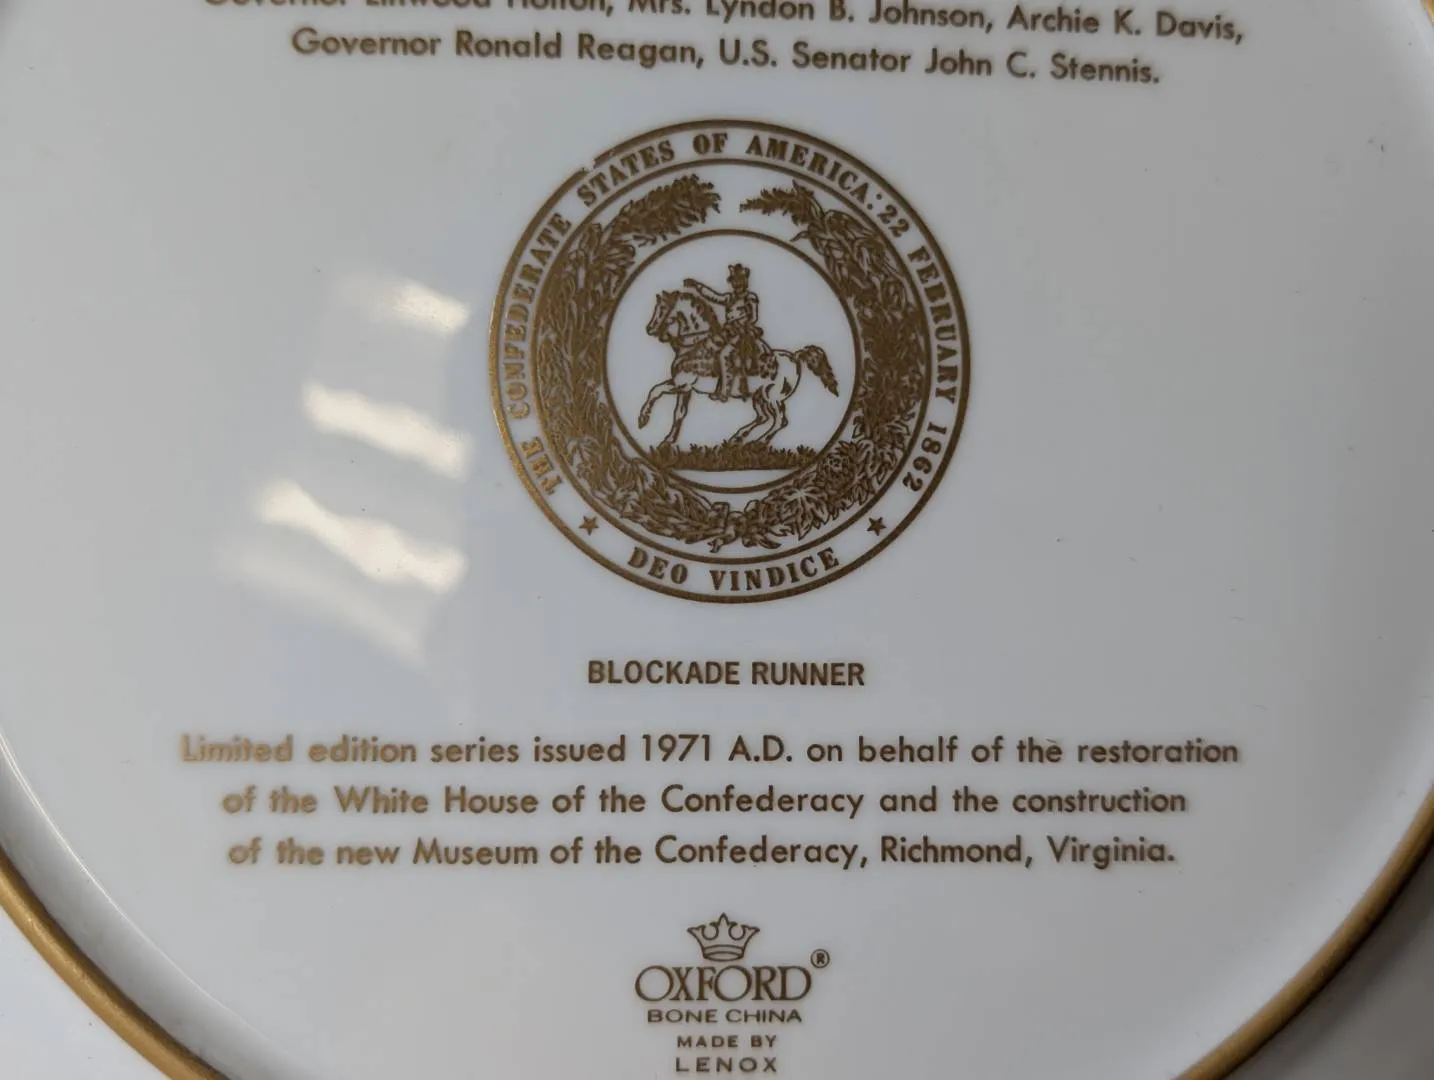 Governor Linwood Holton, Mrs. Lyndon B. Johnson, Archie K. Davis,
Governor Ronald Reagan, U.S. Senator John C. Stennis.
THE CONFEDERATE STATES OF AMERICA: 22 FEBRUARY 1862
DEO VINDICE
BLOCKADE RUNNER
Limited edition series issued 1971 A.D. on behalf of the restoration
of the White House of the Confederacy and the construction
of the new Museum of the Confederacy, Richmond, Virginia.
OXFORD®
BONE CHINA
MADE BY
LENOX